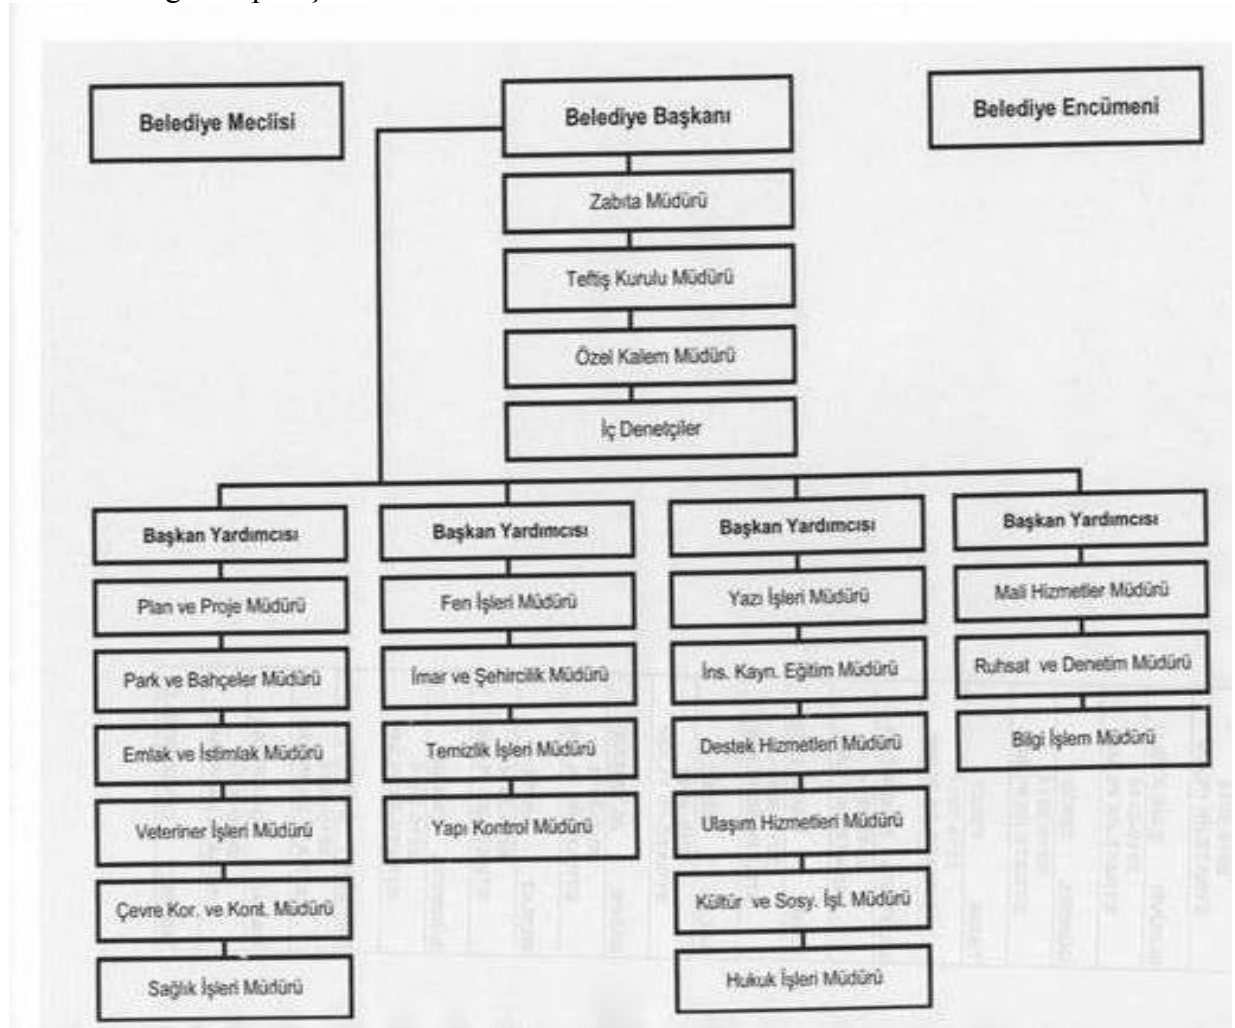 Belediye Meclisi
Belediye Başkanı
Belediye Encümeni
Zabıta Müdürü
Teftiş Kurulu Müdürü
Özel Kalem Müdürü
İç Denetçiler
Başkan Yardımcısı
Plan ve Proje Müdürü
Park ve Bahçeler Müdürü
Emlak ve İstimlak Müdürü
Veteriner İşleri Müdürü
Çevre Kor. ve Kont. Müdürü
Sağlık İşleri Müdürü
Başkan Yardımcısı
Fen İşleri Müdürü
İmar ve Şehircilik Müdürü
Temizlik İşleri Müdürü
Yapı Kontrol Müdürü
Başkan Yardımcısı
Yazı İşleri Müdürü
İns. Kayn. Eğitim Müdürü
Destek Hizmetleri Müdürü
Ulaşım Hizmetleri Müdürü
Kültür ve Sosy. İşl. Müdürü
Hukuk İşleri Müdürü
Başkan Yardımcısı
Mali Hizmetler Müdürü
Ruhsat ve Denetim Müdürü
Bilgi İşlem Müdürü